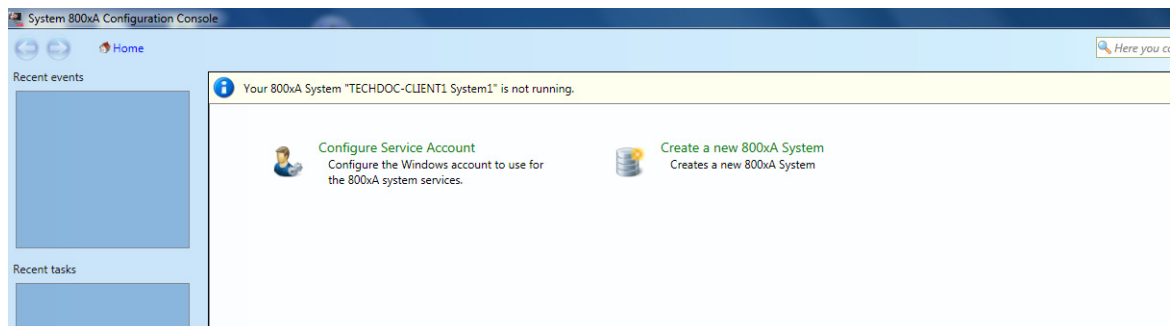 System 800xA Configuration Console
Home
Here you
Recent events
Your 800xA System "TECHDOC-CLIENT1 System1" is not running.
Configure Service Account
Configure the Windows account to use for
the 800xA system services.
Create a new 800xA System
Creates a new 800xA System
Recent tasks